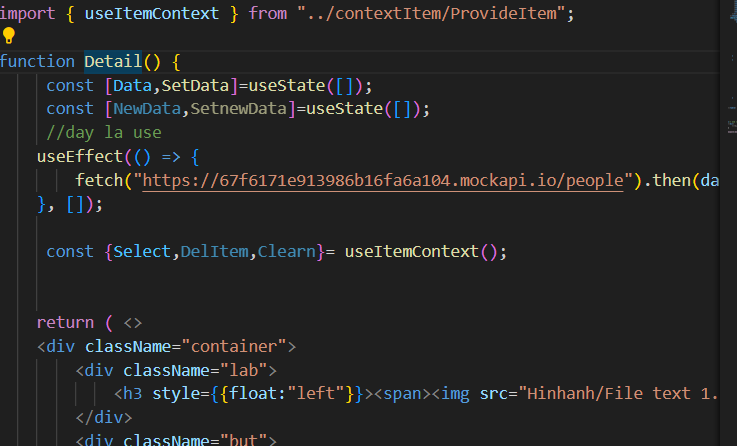 import { useItemContext } from "../contextItem/ProvideItem";
function Detail() {
const [Data,SetData]=useState([]);
const [NewData,SetnewData]=useState([]);
//day la use
useEffect(() => {
fetch("https://67f6171e913986b16fa6a104.mockapi.io/people").then(da
}, []);
const {Select,DelItem,Clearn}= useItemContext();
return ( <>
<div className="container">
<div className="lab">
<h3 style={{float:"left"}}><span><img src="Hinhanh/File text 1.
</div>
<div className="but">